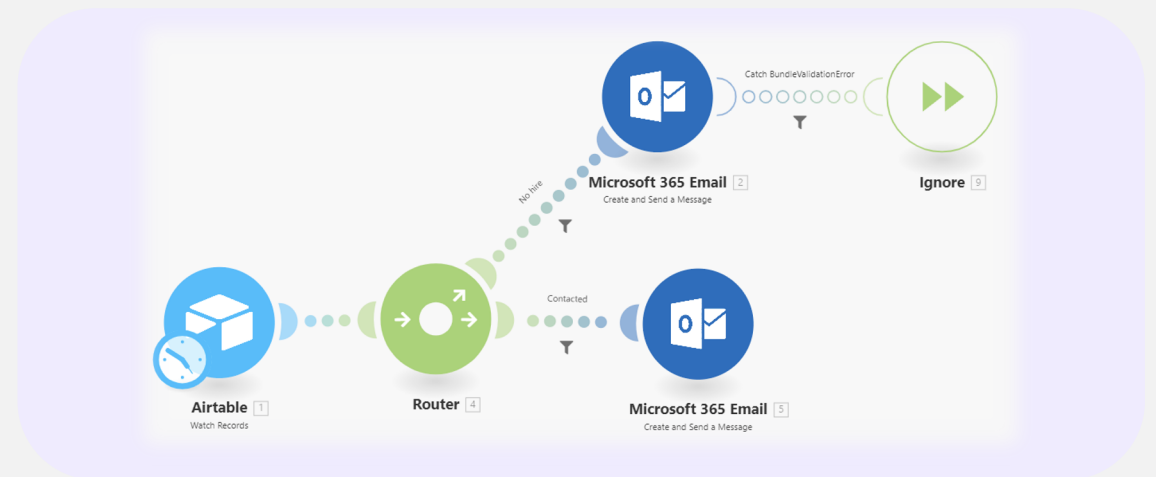 Catch BundleValidationError
Microsoft 365 Email 2
Create and Send a Message
Ignore 9
No hire
Contacted
Airtable 1
Watch Records
Router 4
Microsoft 365 Email 5
Create and Send a Message